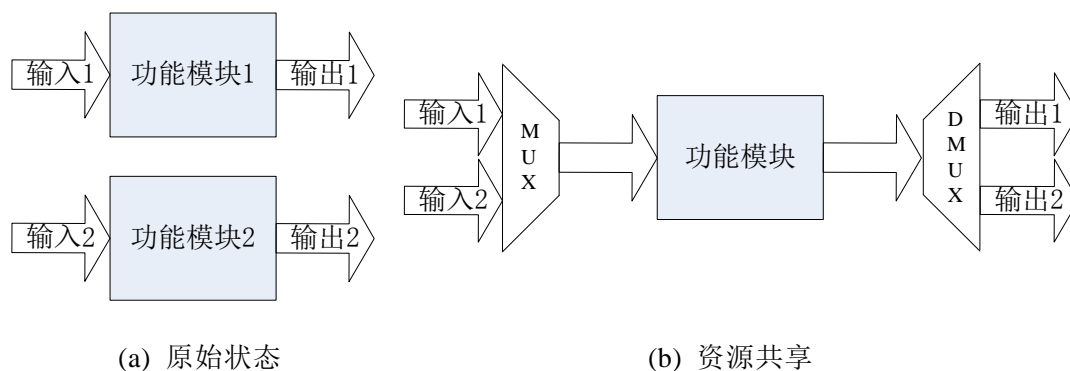 输入1
功能模块1
输出1
输入2
功能模块2
输出2
(a) 原始状态
输入1
输入2
MUX
功能模块
DMUX
输出1
输出2
(b) 资源共享